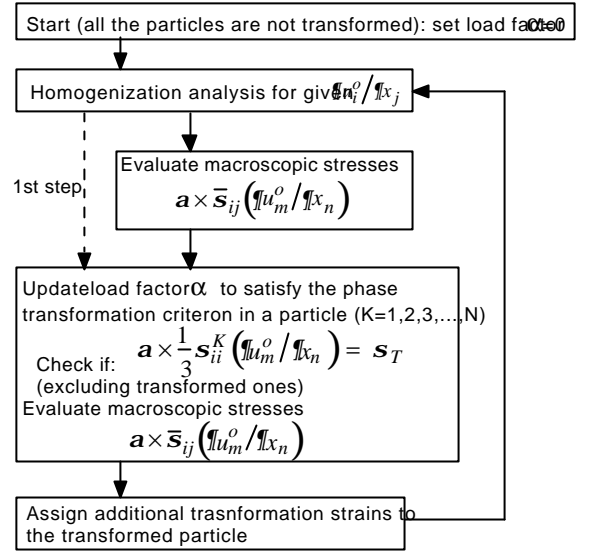 Start (all the particles are not transformed): set load factor α=0
Homogenization analysis for given ¶u_i^o/¶x_j
Evaluate macroscopic stresses
a × s̄_ij(¶u_m^o/¶x_n)
1st step
Updateload factor α to satisfy the phase
transformation criteron in a particle (K=1,2,3,...,N)
Check if: a × 1/3 s_ii^K(¶u_m^o/¶x_n) = s_T
(excluding transformed ones)
Evaluate macroscopic stresses
a × s̄_ij(¶u_m^o/¶x_n)
Assign additional trasnformation strains to
the transformed particle